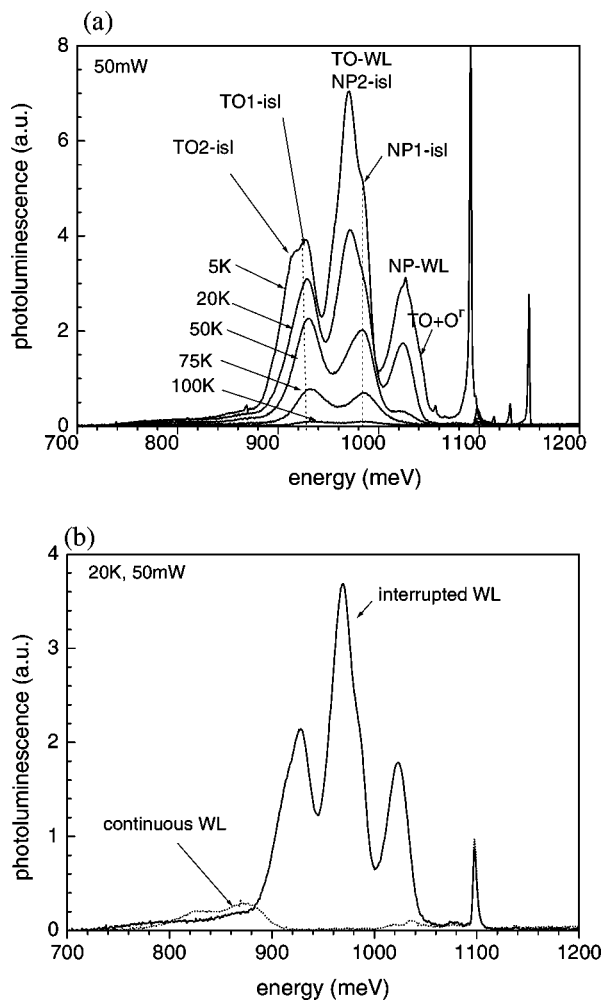 (a)
8
50mW
TO-WL
NP2-isl
TO1-isl
NP1-isl
TO2-isl
6
photoluminescence (a.u.)
4
NP-WL
5K
20K
TO+Oᴦ
50K
2
75K
100K
0
700 800 900 1000 1100 1200
energy (meV)
(b)
4
20K, 50mW
interrupted WL
3
photoluminescence (a.u.)
2
continuous WL
1
0
700 800 900 1000 1100 1200
energy (meV)